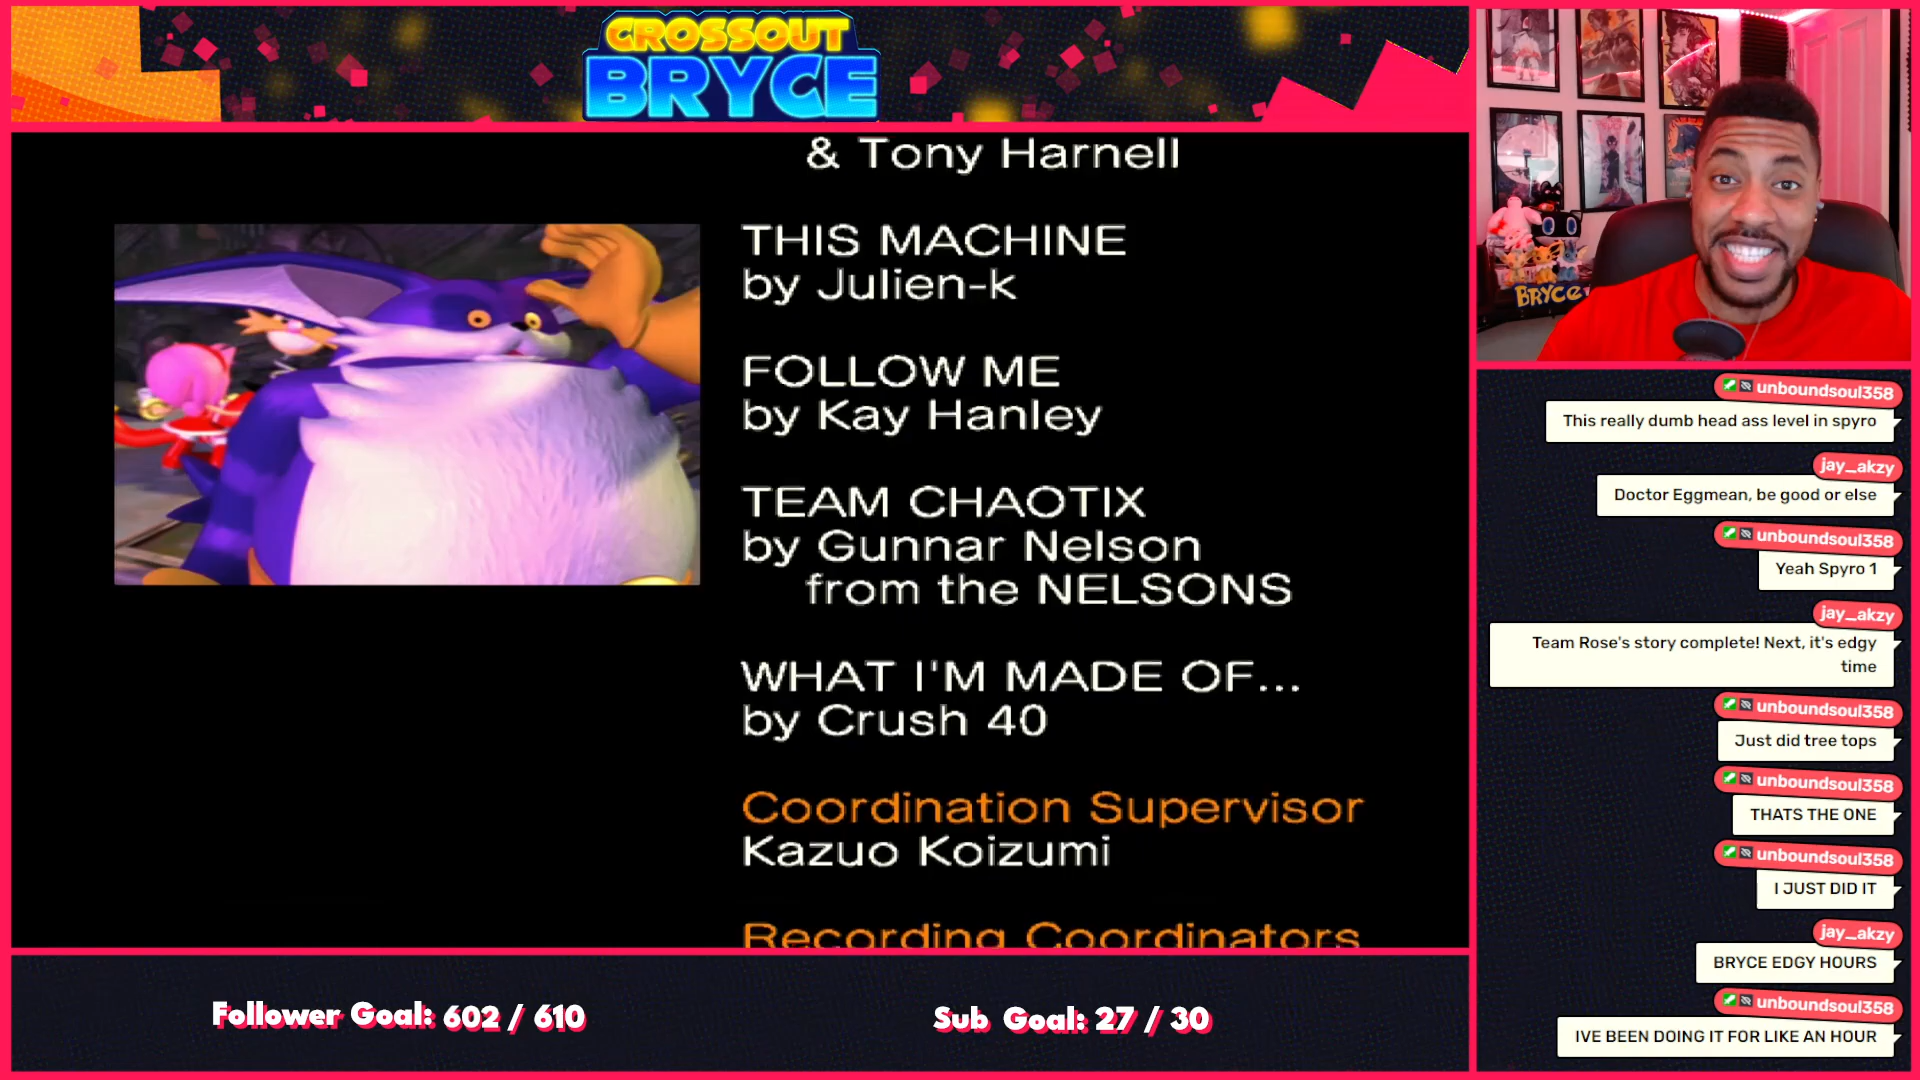 CROSSOUT
BRYCE
& Tony Harnell
THIS MACHINE
by Julien-k
FOLLOW ME
by Kay Hanley
TEAM CHAOTIX
by Gunnar Nelson
from the NELSONS
WHAT I'M MADE OF...
by Crush 40
Coordination Supervisor
Kazuo Koizumi
Recording Coordinators
Follower Goal: 602 / 610
Sub Goal: 27 / 30
BRYCE
unboundsoul358
This really dumb head ass level in spyro
jay_akzy
Doctor Eggmean, be good or else
unboundsoul358
Yeah Spyro 1
jay_akzy
Team Rose's story complete! Next, it's edgy
time
unboundsoul358
Just did tree tops
unboundsoul358
THATS THE ONE
unboundsoul358
I JUST DID IT
jay_akzy
BRYCE EDGY HOURS
unboundsoul358
IVE BEEN DOING IT FOR LIKE AN HOUR